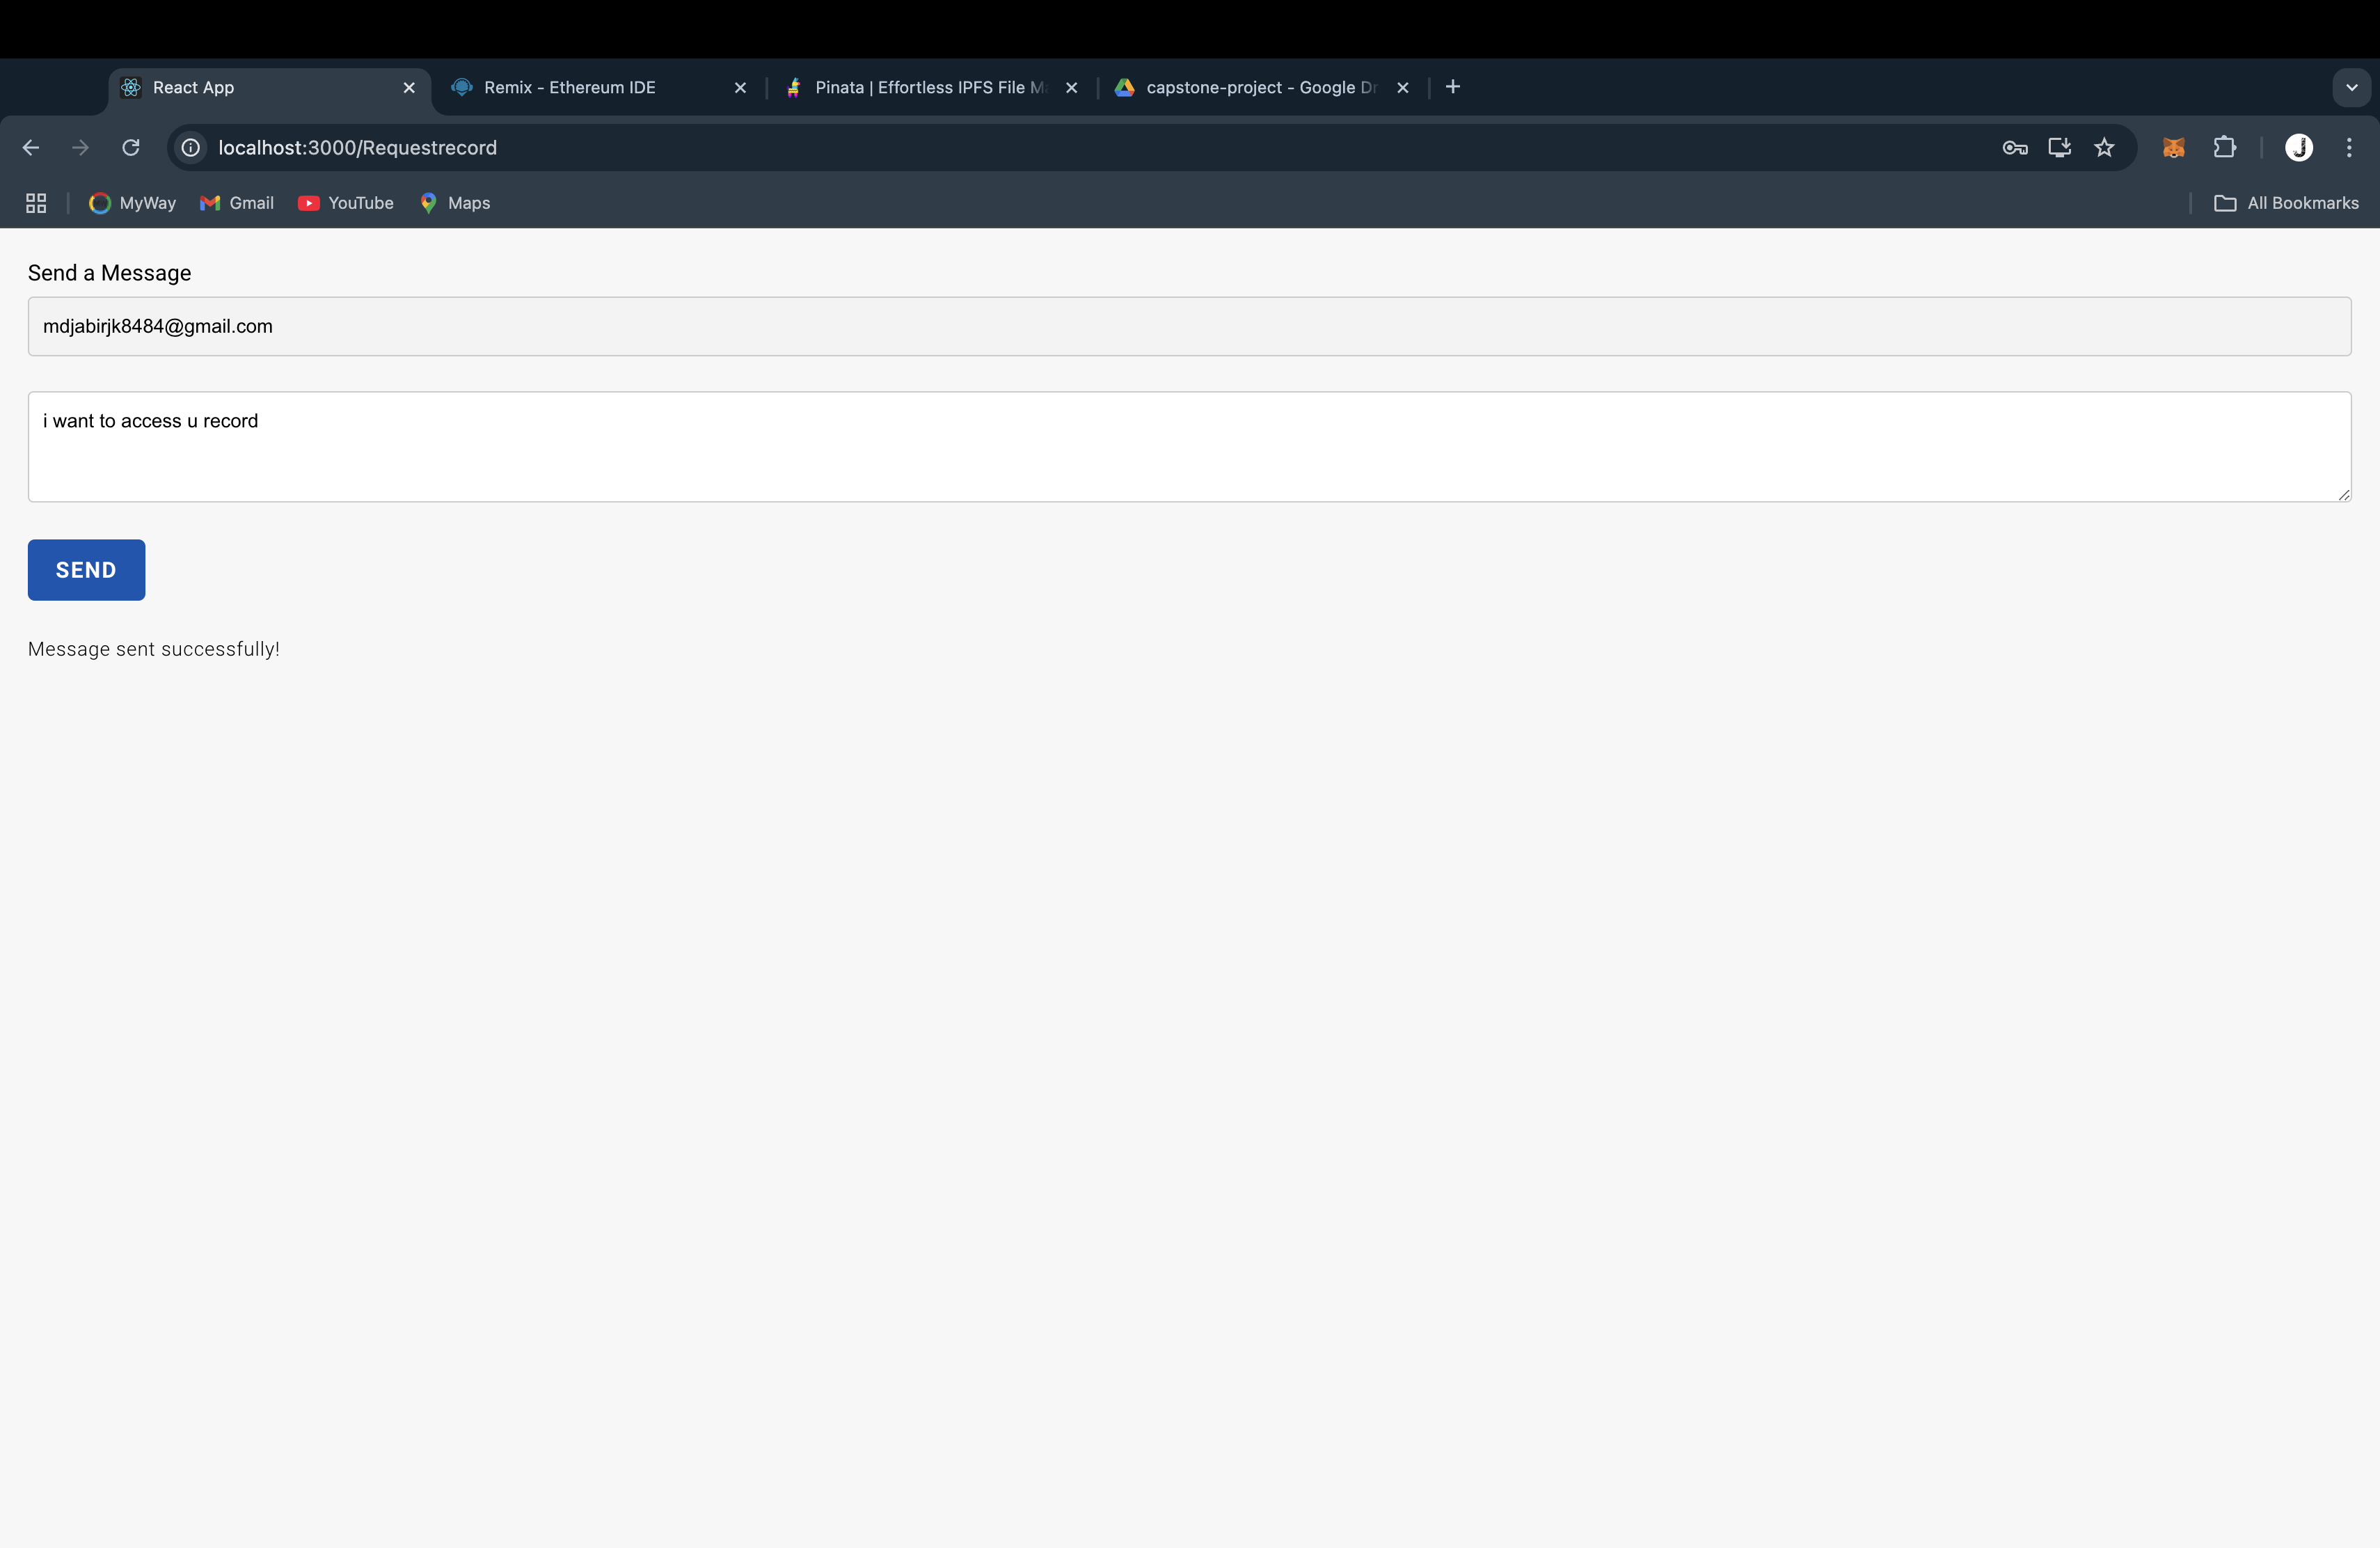 React App
Remix - Ethereum IDE
Pinata | Effortless IPFS File M
capstone-project - Google Dr
localhost:3000/Requestrecord
J
MyWay
Gmail
YouTube
Maps
All Bookmarks
Send a Message
mdjabirjk8484@gmail.com
i want to access u record
SEND
Message sent successfully!